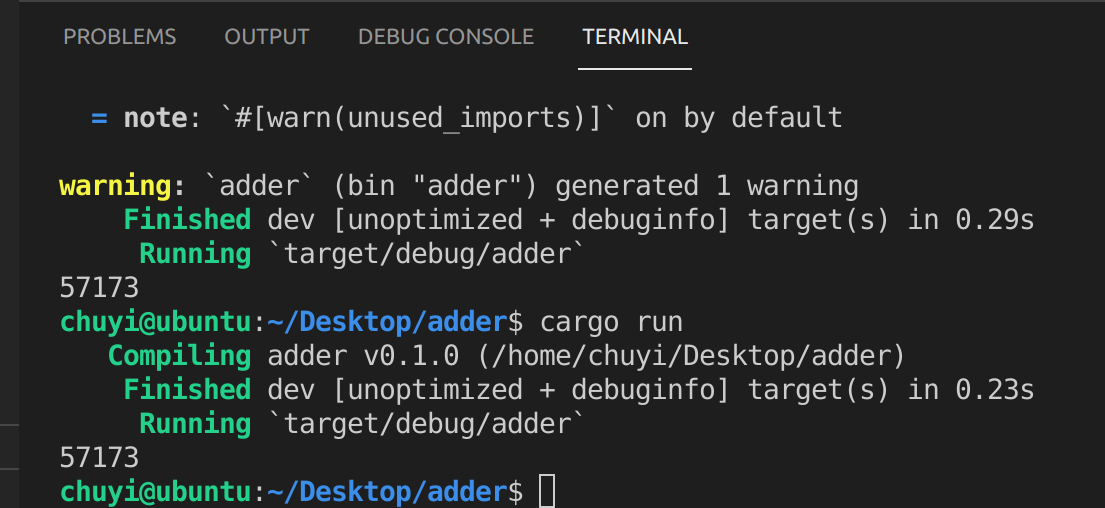 PROBLEMS OUTPUT DEBUG CONSOLE TERMINAL
= note: `#[warn(unused_imports)]` on by default
warning: `adder` (bin "adder") generated 1 warning
Finished dev [unoptimized + debuginfo] target(s) in 0.29s
Running `target/debug/adder`
57173
chuyi@ubuntu:~/Desktop/adder$ cargo run
Compiling adder v0.1.0 (/home/chuyi/Desktop/adder)
Finished dev [unoptimized + debuginfo] target(s) in 0.23s
Running `target/debug/adder`
57173
chuyi@ubuntu:~/Desktop/adder$